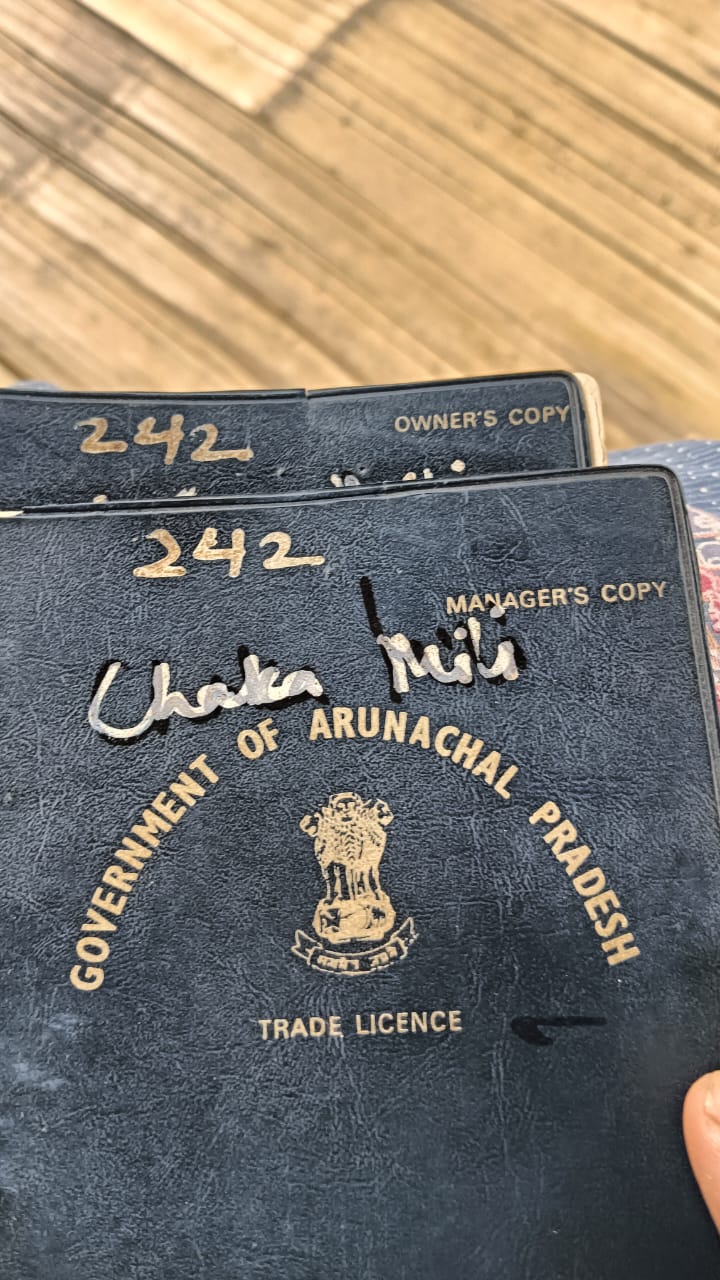 242
OWNER'S COPY
242
MANAGER'S COPY
Chaka Mili
GOVERNMENT OF ARUNACHAL PRADESH
TRADE LICENCE